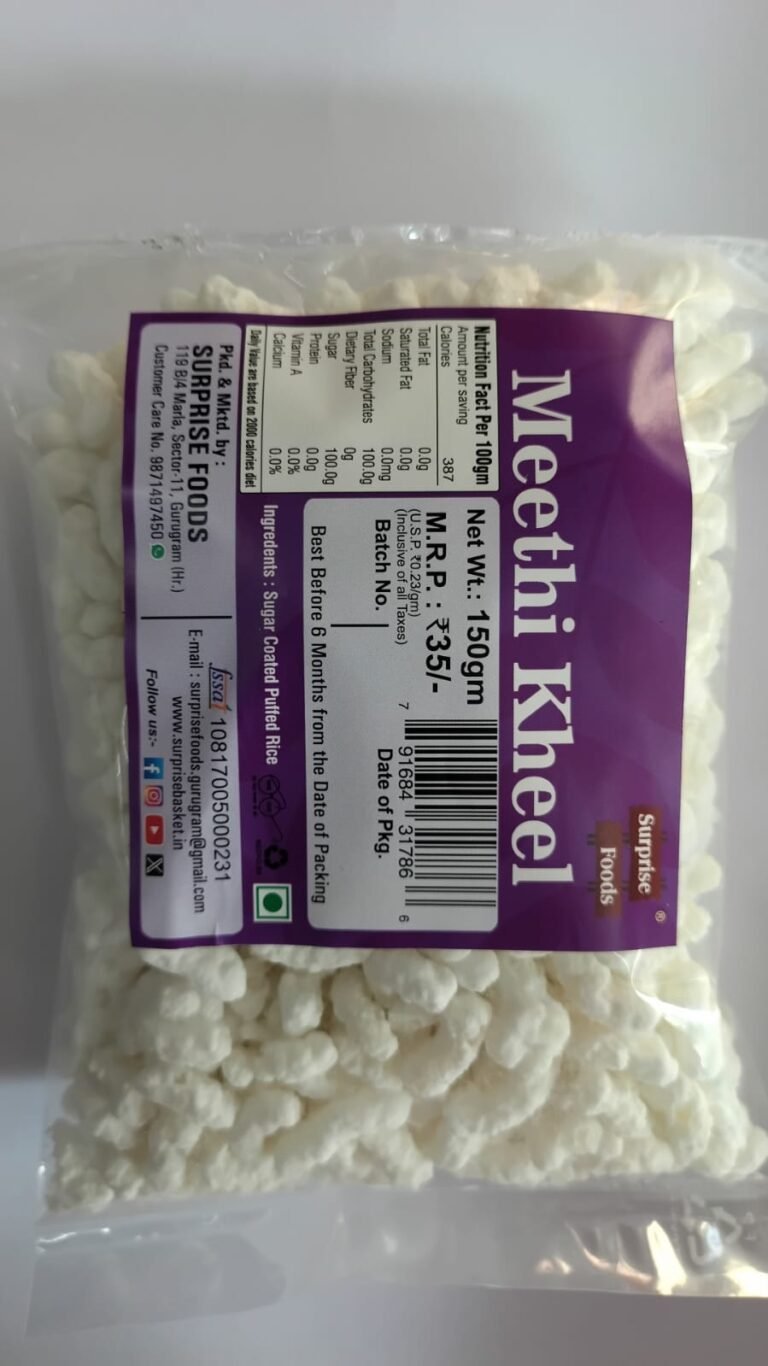 Surprise
Foods
®
Meethi Kheel
Nutrition Fact Per 100gm
Amount per saving
Calories 387
Total Fat 0.0g
Saturated Fat 0.0g
Sodium 0.0mg
Total Carbohydrates 100.0g
Dietary Fiber 0g
Sugar 100.0g
Protein 0.0g
Vitamin A 0.0%
Calcium 0.0%
Daily Value are based on 2000 calories diet
Net Wt.: 150gm
M.R.P. : ₹35/-
(U.S.P. ₹0.23/gm)
(Inclusive of all Taxes)
Batch No.
Date of Pkg.
7 91684 31786 6
Best Before 6 Months from the Date of Packing
Ingredients : Sugar Coated Puffed Rice
Pkd. & Mktd. by :
SURPRISE FOODS
119 B/4 Marla, Sector-11, Gurugram (Hr.)
Customer Care No. 9871497450
fssai 10817005000231
E-mail : surprisefoods.gurugram@gmail.com
www.surprisebasket.in
Follow us:-